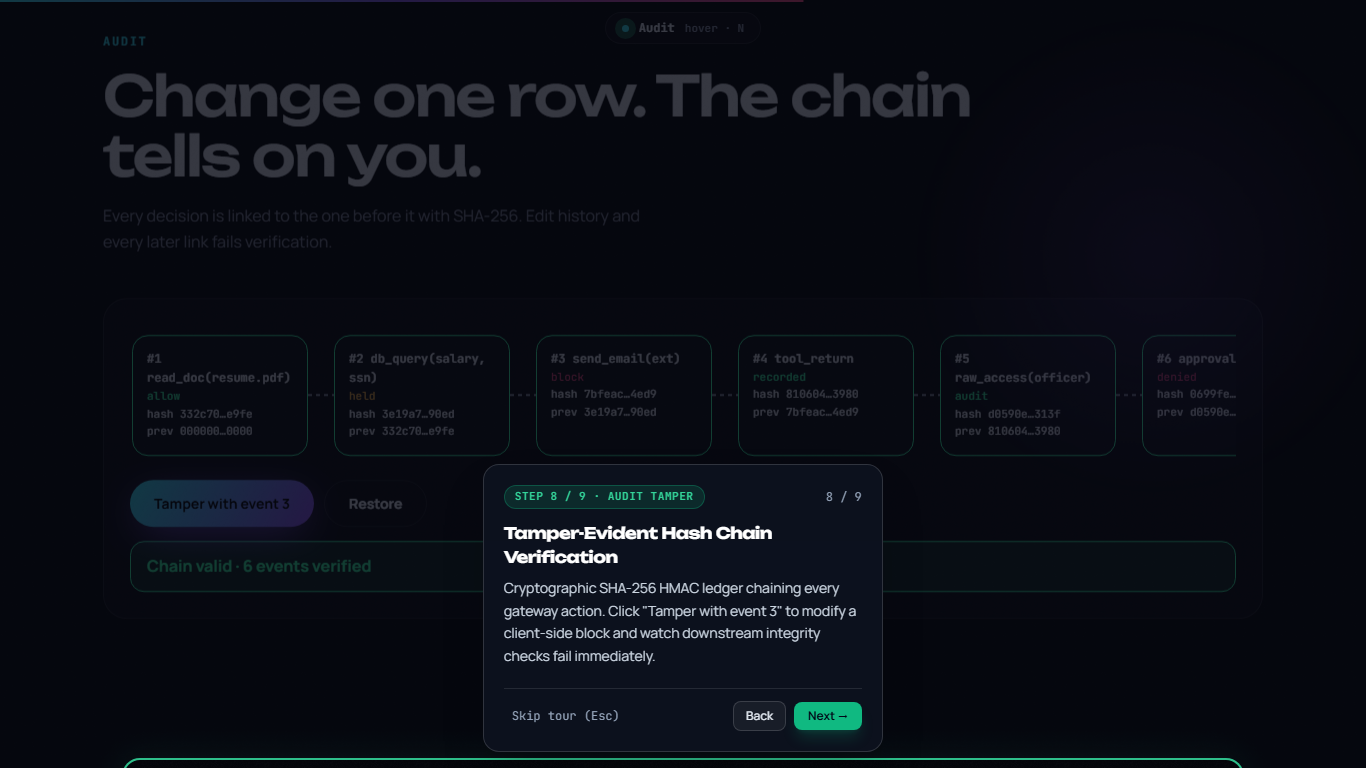 Audit hover · N
AUDIT
Change one row. The chain
tells on you.
Every decision is linked to the one before it with SHA-256. Edit history and
every later link fails verification.
#1
read_doc(resume.pdf)
allow
hash 332c70…e9fe
prev 000000…0000
#2 db_query(salary,
ssn)
held
hash 3e19a7…90ed
prev 332c70…e9fe
#3 send_email(ext)
block
hash 7bfeac…4ed9
prev 3e19a7…90ed
#4 tool_return
recorded
hash 810604…3980
prev 7bfeac…4ed9
#5
raw_access(officer)
audit
hash d0590e…313f
prev 810604…3980
#6 approval
denied
hash 0699fe…
prev d0590e…
Tamper with event 3
Restore
Chain valid · 6 events verified
STEP 8 / 9 · AUDIT TAMPER
8 / 9
Tamper-Evident Hash Chain
Verification
Cryptographic SHA-256 HMAC ledger chaining every
gateway action. Click "Tamper with event 3" to modify a
client-side block and watch downstream integrity
checks fail immediately.
Skip tour (Esc)
Back
Next →